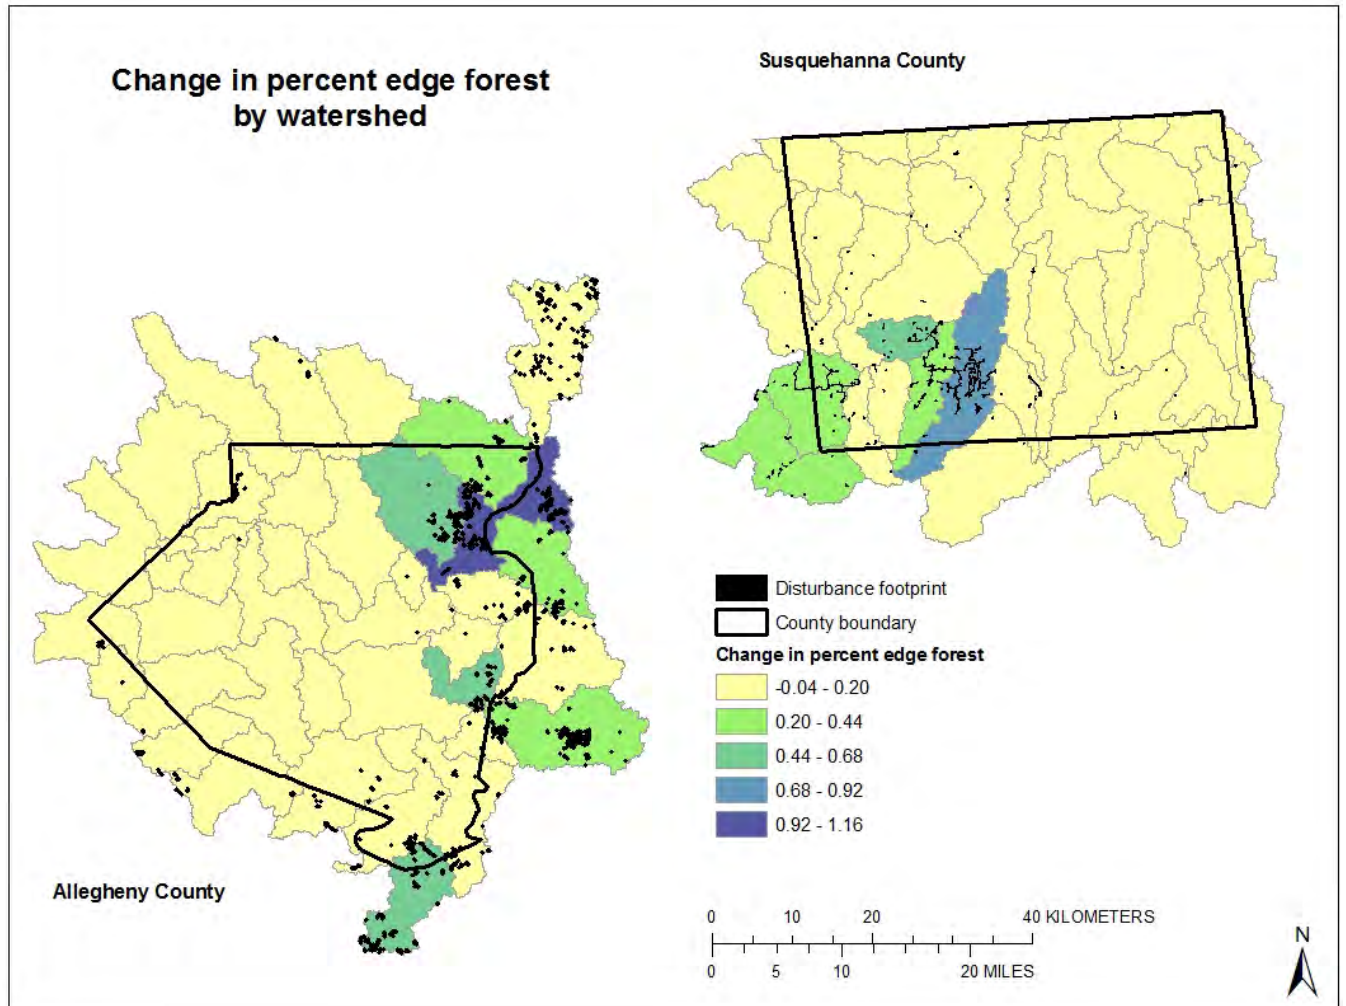 Change in percent edge forest
by watershed
Susquehanna County
Disturbance footprint
County boundary
Change in percent edge forest
-0.04 - 0.20
0.20 - 0.44
0.44 - 0.68
0.68 - 0.92
0.92 - 1.16
Allegheny County
0 10 20 40 KILOMETERS
0 5 10 20 MILES
N